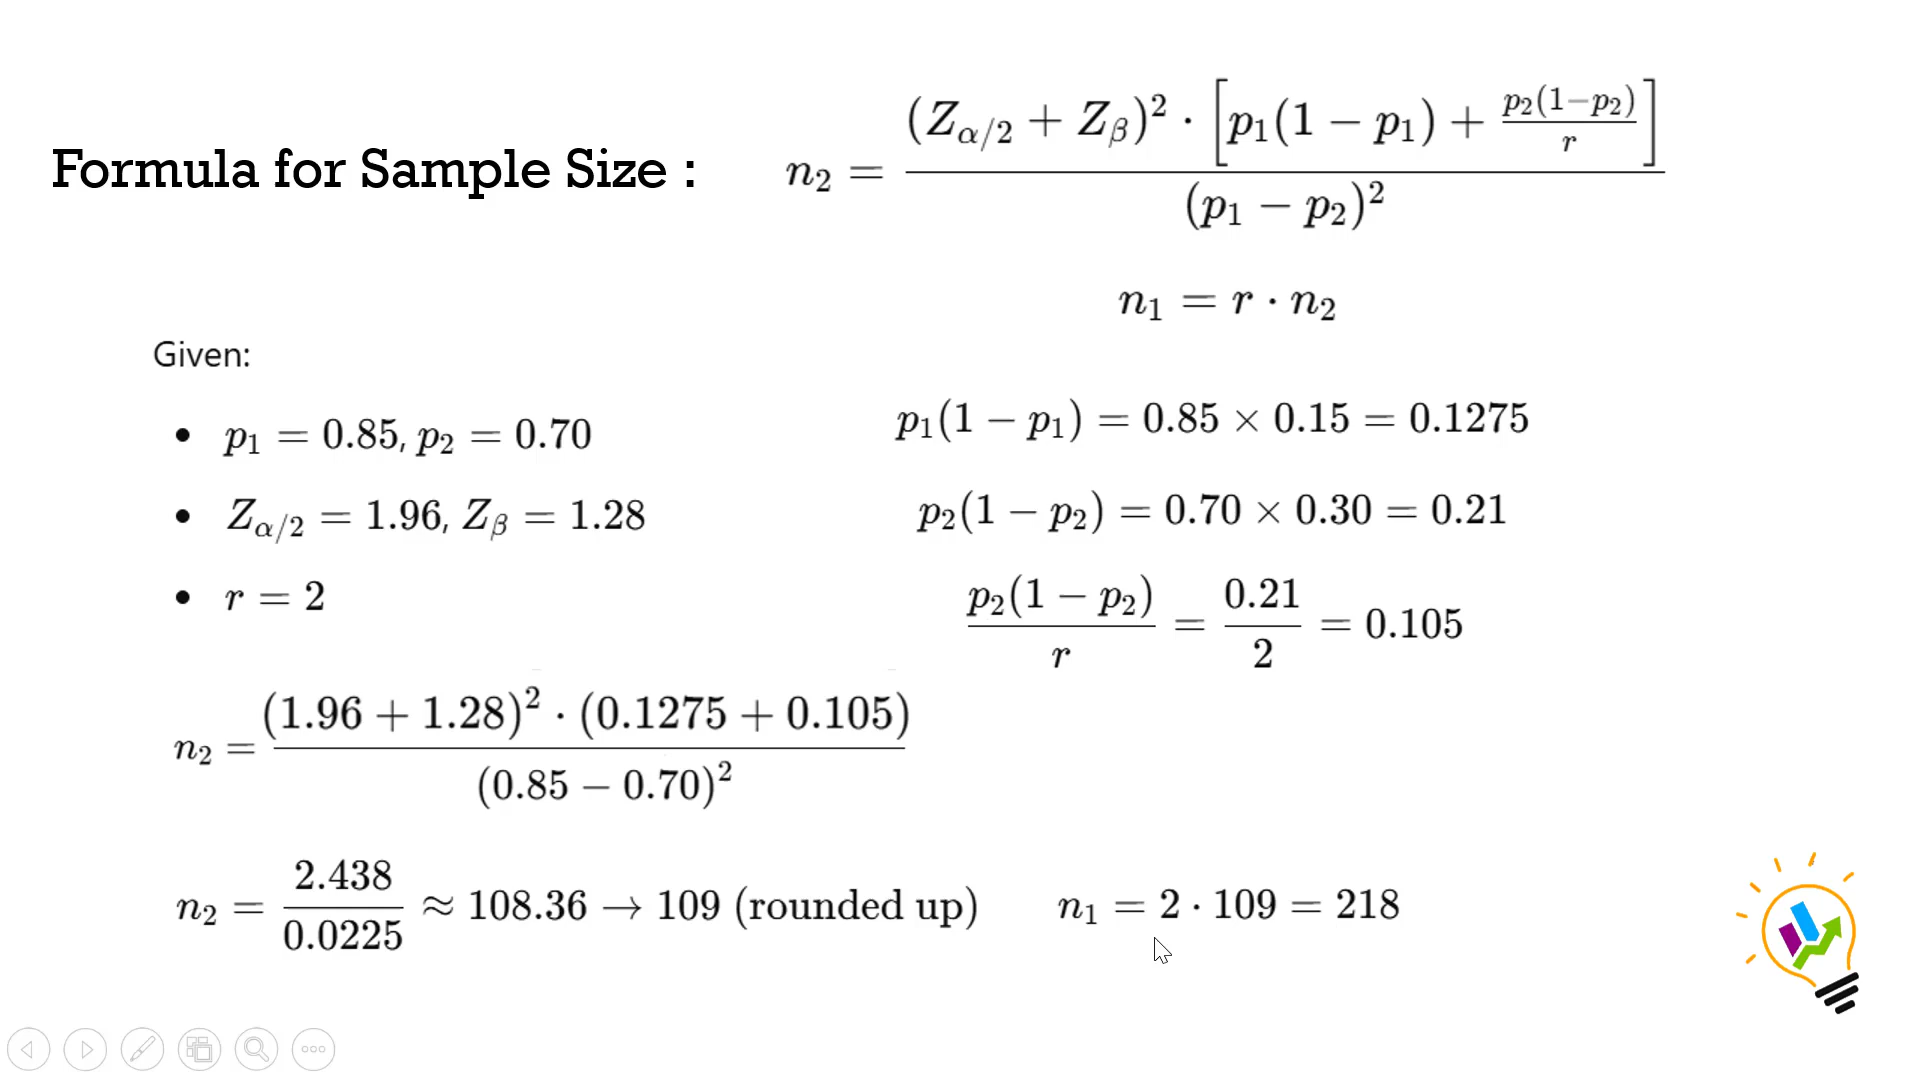 Formula for Sample Size :
n₂ = (Z_{α/2} + Z_β)² · [p₁(1 − p₁) + p₂(1−p₂)/r] / (p₁ − p₂)²
n₁ = r · n₂
Given:
• p₁ = 0.85, p₂ = 0.70
• Z_{α/2} = 1.96, Z_β = 1.28
• r = 2
p₁(1 − p₁) = 0.85 × 0.15 = 0.1275
p₂(1 − p₂) = 0.70 × 0.30 = 0.21
p₂(1 − p₂)/r = 0.21/2 = 0.105
n₂ = (1.96 + 1.28)² · (0.1275 + 0.105) / (0.85 − 0.70)²
n₂ = 2.438/0.0225 ≈ 108.36 → 109 (rounded up)
n₁ = 2 · 109 = 218